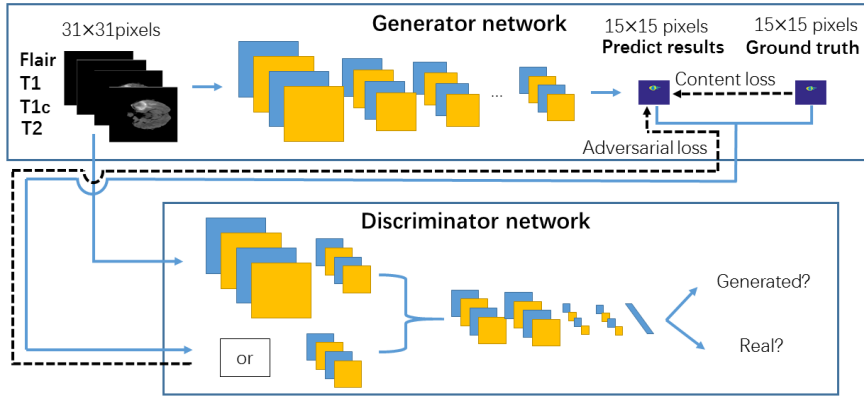 Generator network
31×31pixels
15×15 pixels
Predict results
15×15 pixels
Ground truth
Flair
T1
T1c
T2
...
Content loss
Adversarial loss
Discriminator network
or
Generated?
Real?